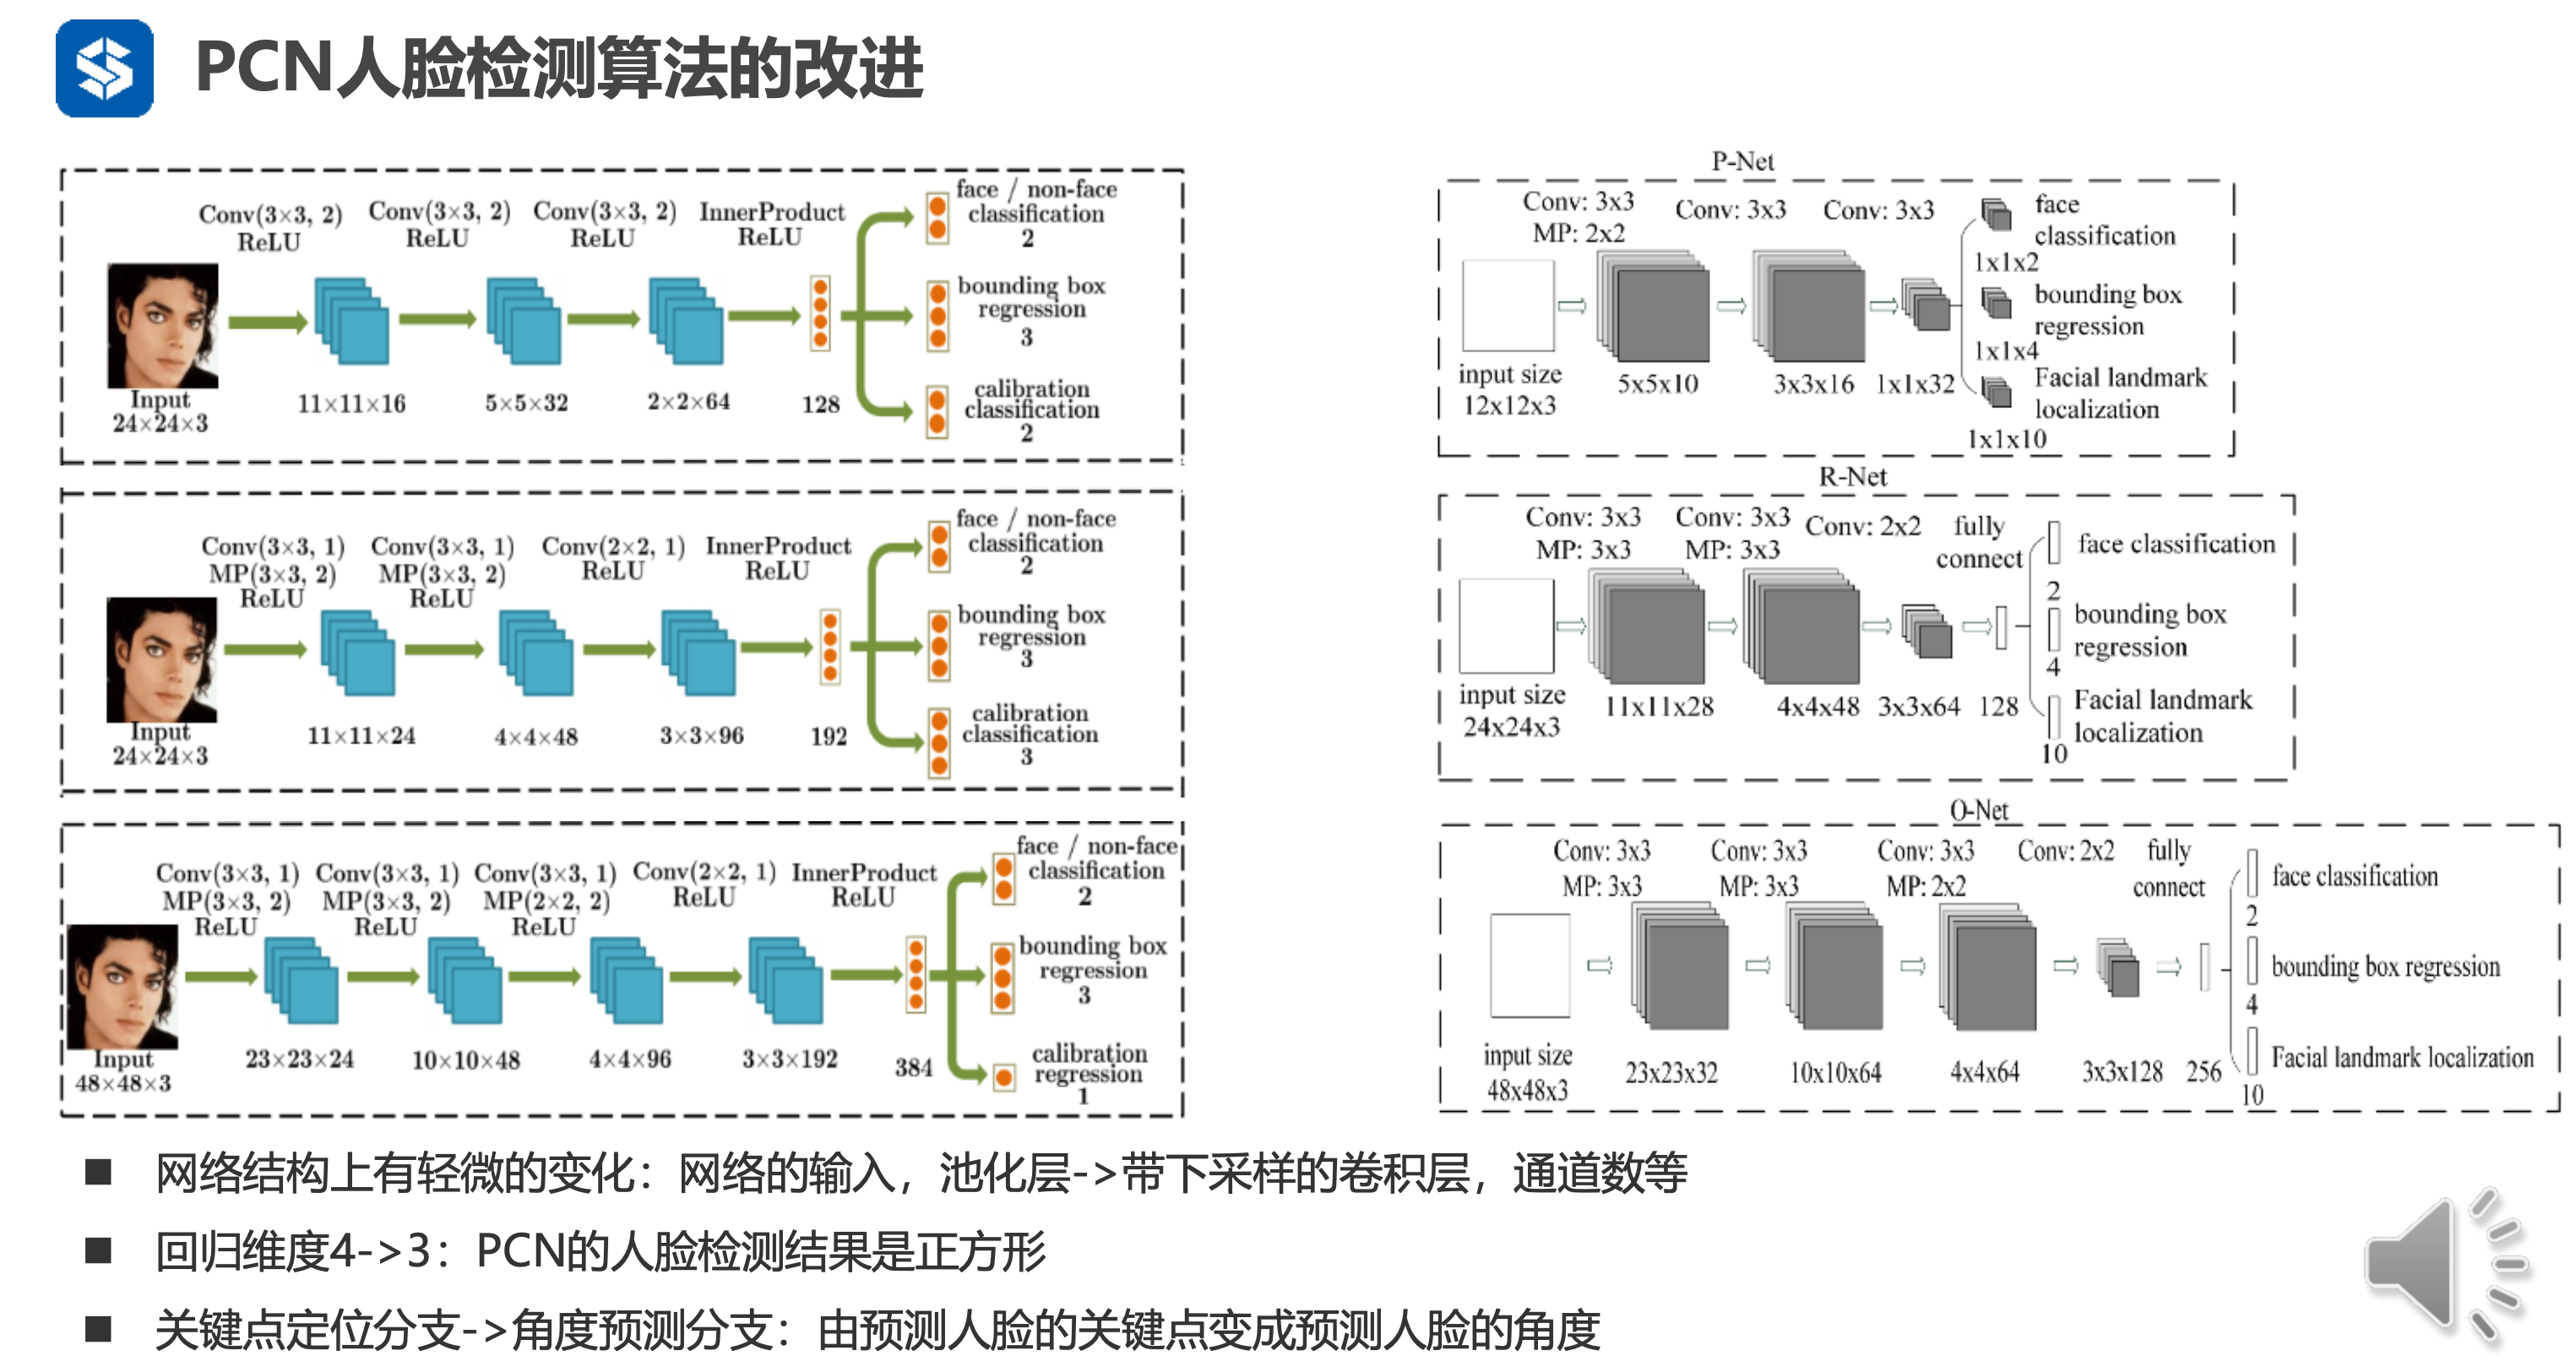 PCN人脸检测算法的改进
Conv(3×3, 2)
ReLU
Conv(3×3, 2)
ReLU
Conv(3×3, 2)
ReLU
InnerProduct
ReLU
face / non-face
classification
2
bounding box
regression
3
calibration
classification
2
Input
24×24×3
11×11×16
5×5×32
2×2×64
128
Conv(3×3, 1)
MP(3×3, 2)
ReLU
Conv(3×3, 1)
MP(3×3, 2)
ReLU
Conv(2×2, 1)
ReLU
InnerProduct
ReLU
face / non-face
classification
2
bounding box
regression
3
calibration
classification
3
Input
24×24×3
11×11×24
4×4×48
3×3×96
192
Conv(3×3, 1)
MP(3×3, 2)
ReLU
Conv(3×3, 1)
MP(3×3, 2)
ReLU
Conv(3×3, 1)
MP(2×2, 2)
ReLU
Conv(2×2, 1)
ReLU
InnerProduct
ReLU
face / non-face
classification
2
bounding box
regression
3
calibration
regression
1
Input
48×48×3
23×23×24
10×10×48
4×4×96
3×3×192
384
P-Net
Conv: 3x3
MP: 2x2
Conv: 3x3
Conv: 3x3
face
classification
1x1x2
bounding box
regression
1x1x4
Facial landmark
localization
1x1x10
input size
12x12x3
5x5x10
3x3x16
1x1x32
R-Net
Conv: 3x3
MP: 3x3
Conv: 3x3
MP: 3x3
Conv: 2x2
fully
connect
face classification
2
bounding box
regression
4
Facial landmark
localization
10
input size
24x24x3
11x11x28
4x4x48
3x3x64
128
O-Net
Conv: 3x3
MP: 3x3
Conv: 3x3
MP: 3x3
Conv: 3x3
MP: 2x2
Conv: 2x2
fully
connect
face classification
2
bounding box regression
4
Facial landmark localization
10
input size
48x48x3
23x23x32
10x10x64
4x4x64
3x3x128
256
■ 网络结构上有轻微的变化：网络的输入，池化层->带下采样的卷积层，通道数等
■ 回归维度4->3：PCN的人脸检测结果是正方形
■ 关键点定位分支->角度预测分支：由预测人脸的关键点变成预测人脸的角度